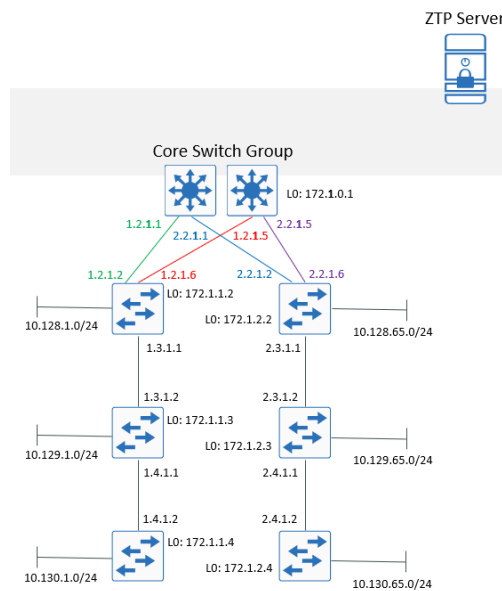 ZTP Server
Core Switch Group
L0: 172.1.0.1
1.2.1.1
2.2.1.1
1.2.1.5
2.2.1.5
1.2.1.2
1.2.1.6
2.2.1.2
2.2.1.6
L0: 172.1.1.2
L0: 172.1.2.2
10.128.1.0/24
10.128.65.0/24
1.3.1.1
2.3.1.1
1.3.1.2
2.3.1.2
L0: 172.1.1.3
L0: 172.1.2.3
10.129.1.0/24
10.129.65.0/24
1.4.1.1
2.4.1.1
1.4.1.2
2.4.1.2
L0: 172.1.1.4
L0: 172.1.2.4
10.130.1.0/24
10.130.65.0/24